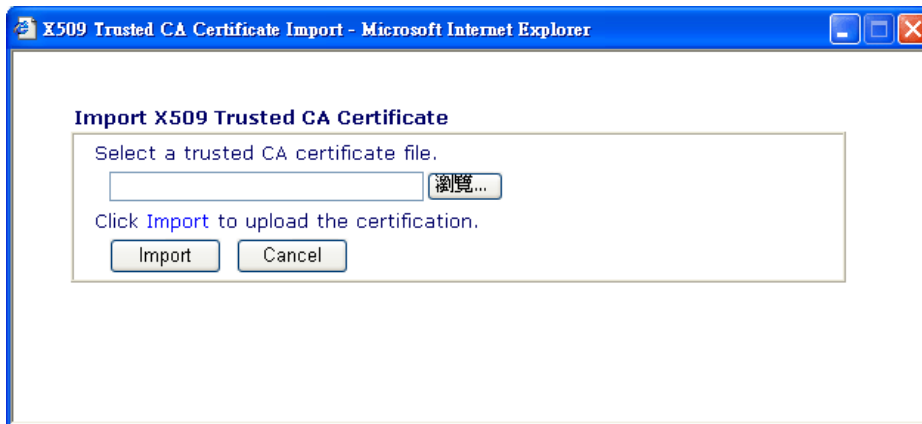 X509 Trusted CA Certificate Import - Microsoft Internet Explorer
Import X509 Trusted CA Certificate
Select a trusted CA certificate file.
瀏覽...
Click Import to upload the certification.
Import Cancel